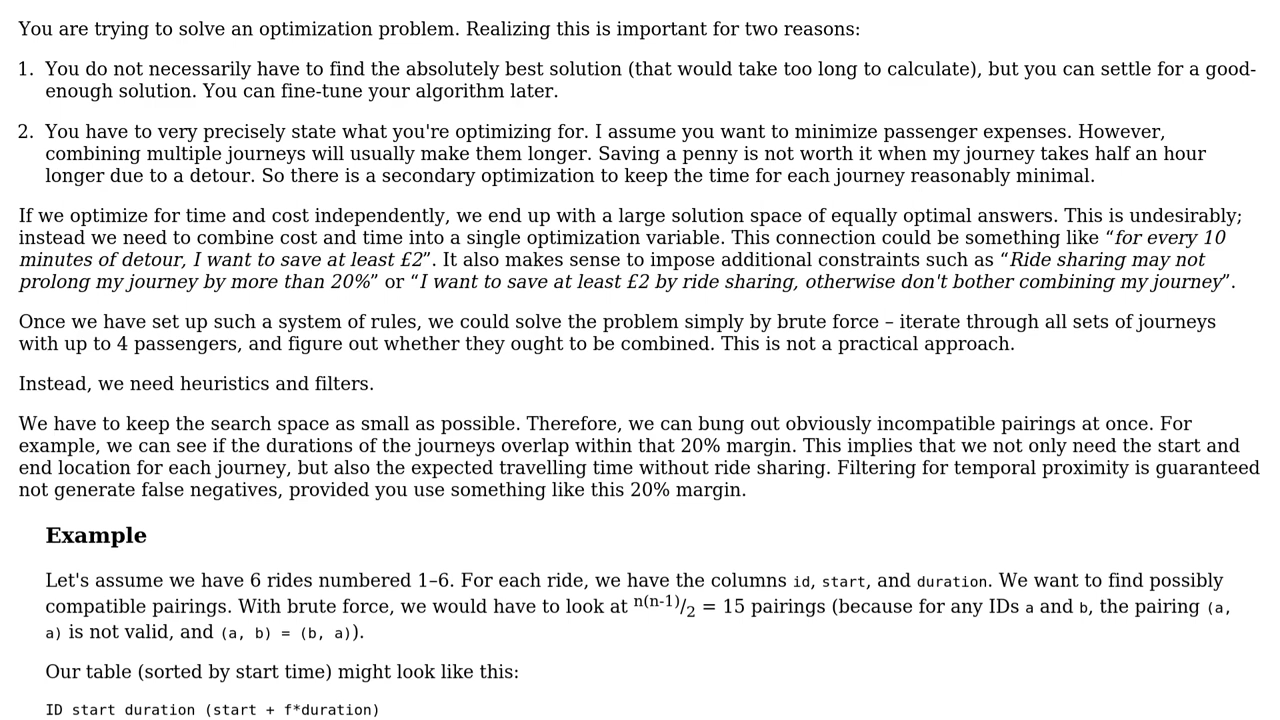 You are trying to solve an optimization problem. Realizing this is important for two reasons:
1. You do not necessarily have to find the absolutely best solution (that would take too long to calculate), but you can settle for a good-
enough solution. You can fine-tune your algorithm later.
2. You have to very precisely state what you're optimizing for. I assume you want to minimize passenger expenses. However,
combining multiple journeys will usually make them longer. Saving a penny is not worth it when my journey takes half an hour
longer due to a detour. So there is a secondary optimization to keep the time for each journey reasonably minimal.
If we optimize for time and cost independently, we end up with a large solution space of equally optimal answers. This is undesirably;
instead we need to combine cost and time into a single optimization variable. This connection could be something like “for every 10
minutes of detour, I want to save at least £2”. It also makes sense to impose additional constraints such as “Ride sharing may not
prolong my journey by more than 20%” or “I want to save at least £2 by ride sharing, otherwise don't bother combining my journey”.
Once we have set up such a system of rules, we could solve the problem simply by brute force – iterate through all sets of journeys
with up to 4 passengers, and figure out whether they ought to be combined. This is not a practical approach.
Instead, we need heuristics and filters.
We have to keep the search space as small as possible. Therefore, we can bung out obviously incompatible pairings at once. For
example, we can see if the durations of the journeys overlap within that 20% margin. This implies that we not only need the start and
end location for each journey, but also the expected travelling time without ride sharing. Filtering for temporal proximity is guaranteed
not generate false negatives, provided you use something like this 20% margin.
Example
Let's assume we have 6 rides numbered 1–6. For each ride, we have the columns id, start, and duration. We want to find possibly
compatible pairings. With brute force, we would have to look at n(n-1)/2 = 15 pairings (because for any IDs a and b, the pairing (a,
a) is not valid, and (a, b) = (b, a)).
Our table (sorted by start time) might look like this:
ID start duration (start + f*duration)